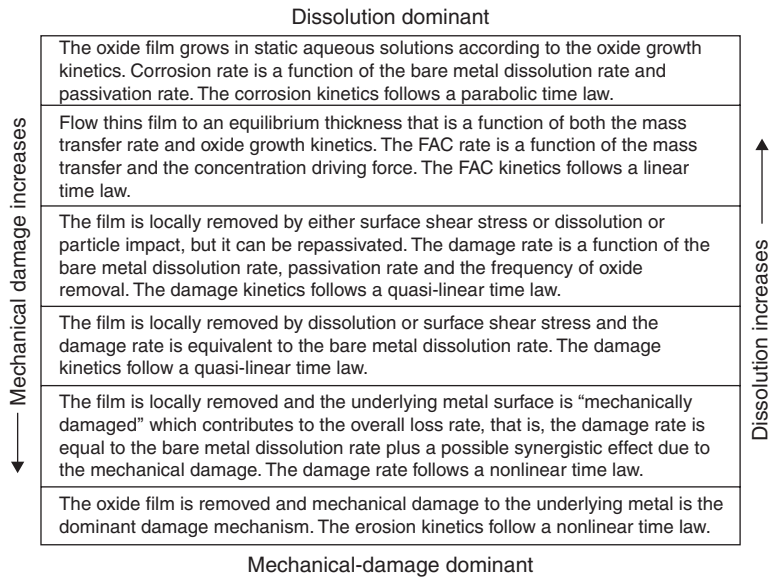 Dissolution dominant
The oxide film grows in static aqueous solutions according to the oxide growth
kinetics. Corrosion rate is a function of the bare metal dissolution rate and
passivation rate. The corrosion kinetics follows a parabolic time law.
Flow thins film to an equilibrium thickness that is a function of both the mass
transfer rate and oxide growth kinetics. The FAC rate is a function of the mass
transfer and the concentration driving force. The FAC kinetics follows a linear
time law.
The film is locally removed by either surface shear stress or dissolution or
particle impact, but it can be repassivated. The damage rate is a function of the
bare metal dissolution rate, passivation rate and the frequency of oxide
removal. The damage kinetics follows a quasi-linear time law.
The film is locally removed by dissolution or surface shear stress and the
damage rate is equivalent to the bare metal dissolution rate. The damage
kinetics follow a quasi-linear time law.
The film is locally removed and the underlying metal surface is “mechanically
damaged” which contributes to the overall loss rate, that is, the damage rate is
equal to the bare metal dissolution rate plus a possible synergistic effect due to
the mechanical damage. The damage rate follows a nonlinear time law.
The oxide film is removed and mechanical damage to the underlying metal is the
dominant damage mechanism. The erosion kinetics follow a nonlinear time law.
Mechanical-damage dominant
Mechanical damage increases
Dissolution increases